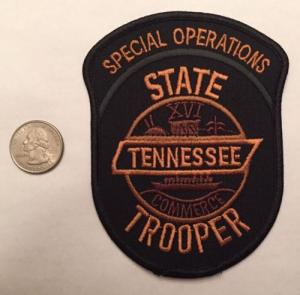 SPECIAL OPERATIONS
STATE
XVI
TENNESSEE
COMMERCE
TROOPER